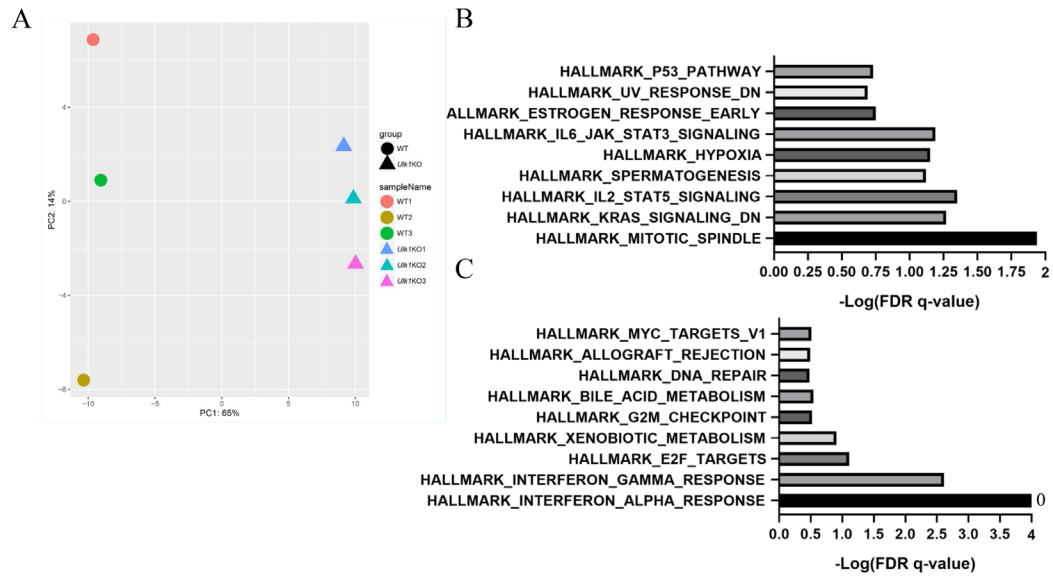 A
4
0
-4
-8
-10
-5
0
5
10
PC2: 14%
PC1: 65%
group
WT
Ulk1KO
sampleName
WT1
WT2
WT3
Ulk1KO1
Ulk1KO2
Ulk1KO3
B
HALLMARK_P53_PATHWAY
HALLMARK_UV_RESPONSE_DN
ALLMARK_ESTROGEN_RESPONSE_EARLY
HALLMARK_IL6_JAK_STAT3_SIGNALING
HALLMARK_HYPOXIA
HALLMARK_SPERMATOGENESIS
HALLMARK_IL2_STAT5_SIGNALING
HALLMARK_KRAS_SIGNALING_DN
HALLMARK_MITOTIC_SPINDLE
0.00 0.25 0.50 0.75 1.00 1.25 1.50 1.75 2
-Log(FDR q-value)
C
HALLMARK_MYC_TARGETS_V1
HALLMARK_ALLOGRAFT_REJECTION
HALLMARK_DNA_REPAIR
HALLMARK_BILE_ACID_METABOLISM
HALLMARK_G2M_CHECKPOINT
HALLMARK_XENOBIOTIC_METABOLISM
HALLMARK_E2F_TARGETS
HALLMARK_INTERFERON_GAMMA_RESPONSE
HALLMARK_INTERFERON_ALPHA_RESPONSE
0
0.0 0.5 1.0 1.5 2.0 2.5 3.0 3.5 4
-Log(FDR q-value)